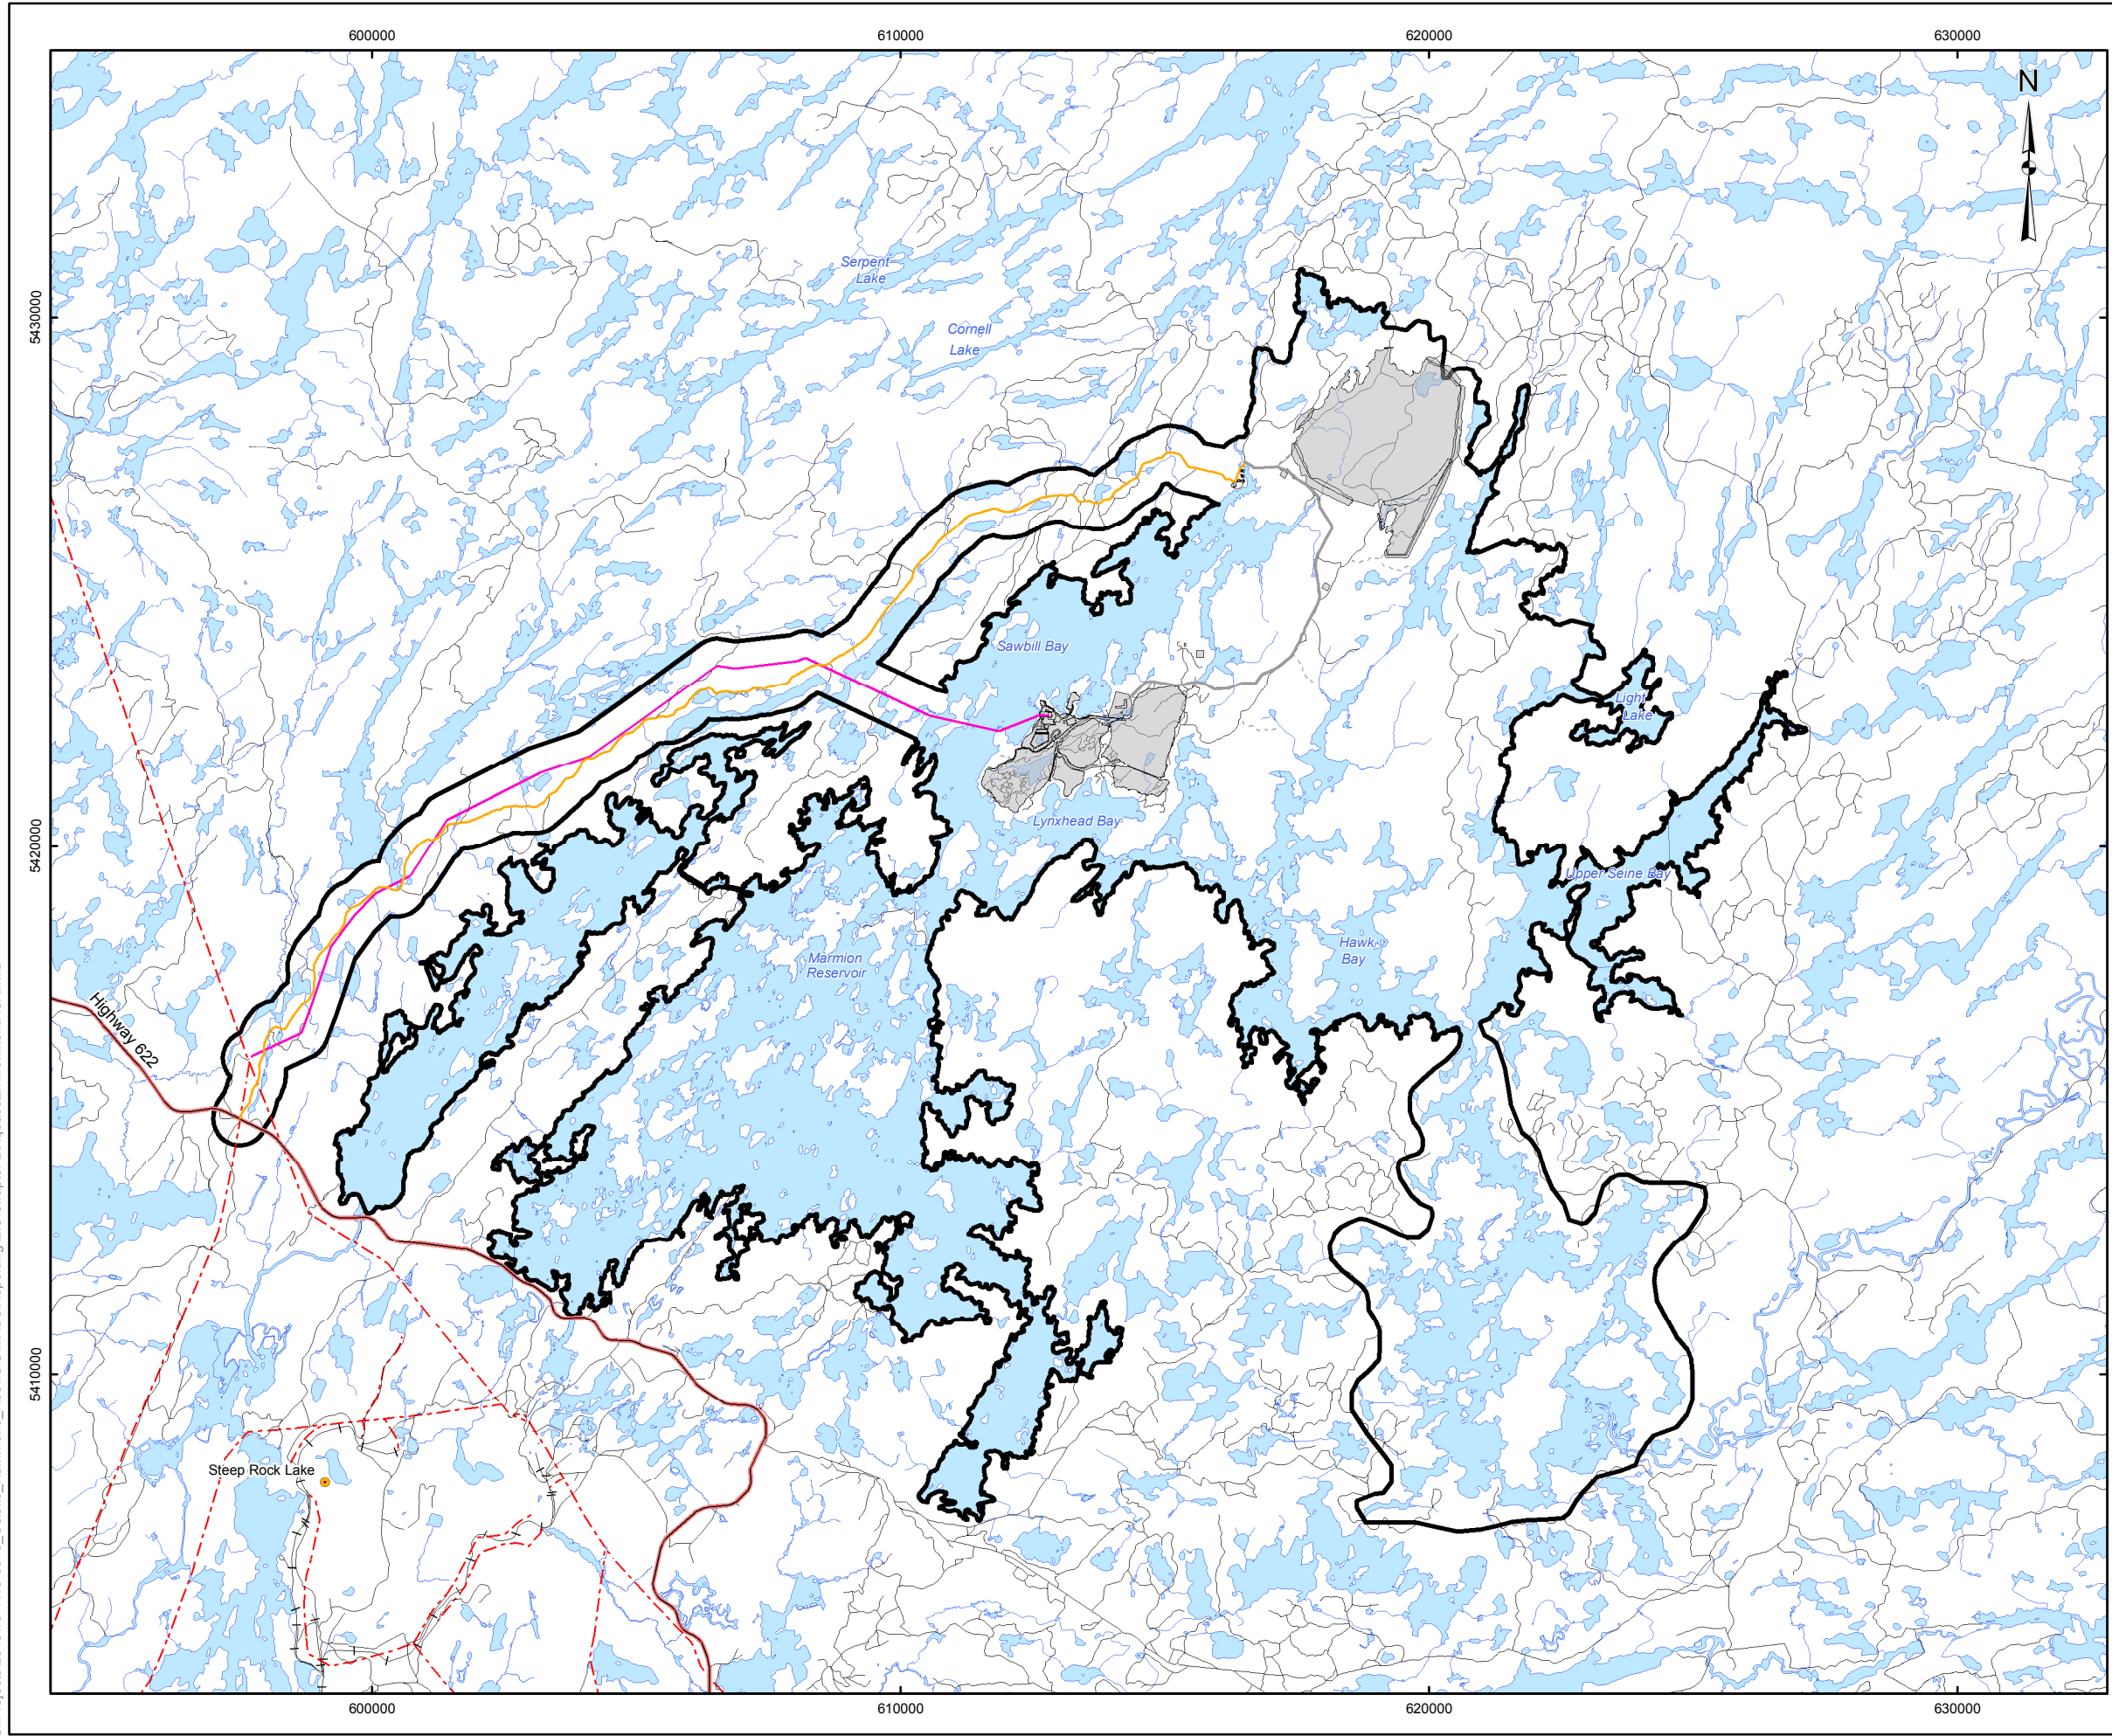 600000
610000
620000
630000
N
5430000
5430000
Serpent
Lake
Cornell
Lake
Sawbill Bay
Light
Lake
Lynxhead Bay
5420000
Upper Seine Bay
Hawk
Bay
Marmion
Reservoir
Highway 622
5410000
Steep Rock Lake
600000
610000
620000
630000